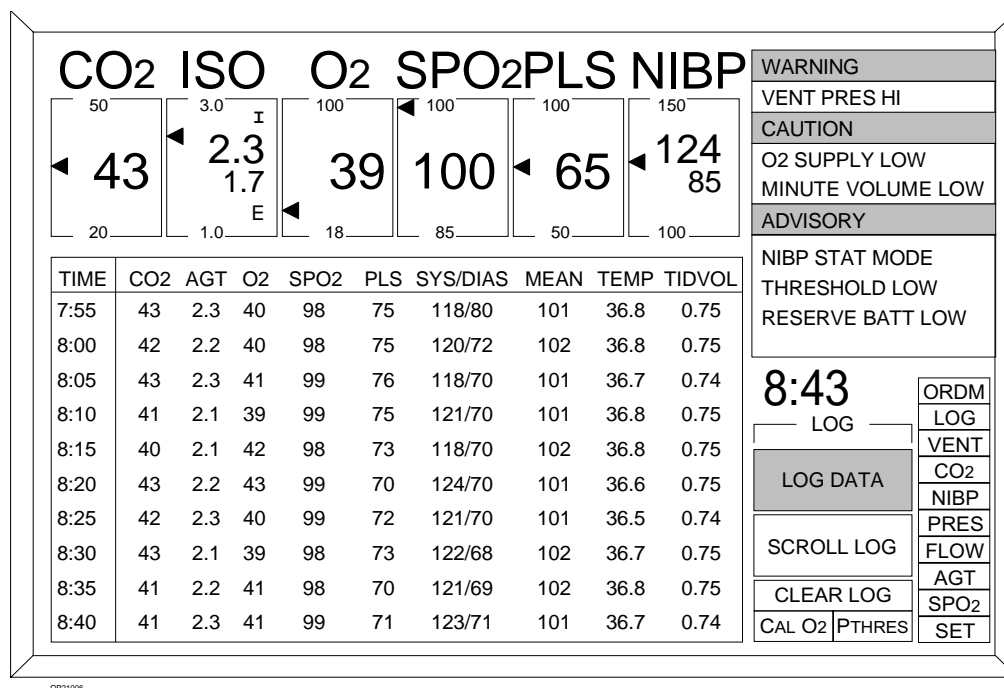 CO2 ISO O2 SPO2 PLS NIBP
50 3.0 100 100 100 150
I
43 2.3 39 100 65 124
1.7 85
E
20 1.0 18 85 50 100
WARNING
VENT PRES HI
CAUTION
O2 SUPPLY LOW
MINUTE VOLUME LOW
ADVISORY
NIBP STAT MODE
THRESHOLD LOW
RESERVE BATT LOW
TIME CO2 AGT O2 SPO2 PLS SYS/DIAS MEAN TEMP TIDVOL
7:55 43 2.3 40 98 75 118/80 101 36.8 0.75
8:00 42 2.2 40 98 75 120/72 102 36.8 0.75
8:05 43 2.3 41 99 76 118/70 101 36.7 0.74
8:10 41 2.1 39 99 75 121/70 101 36.8 0.75
8:15 40 2.1 42 98 73 118/70 102 36.8 0.75
8:20 43 2.2 43 99 70 124/70 101 36.6 0.75
8:25 42 2.3 40 99 72 121/70 101 36.5 0.74
8:30 43 2.1 39 98 73 122/68 102 36.7 0.75
8:35 41 2.2 41 98 70 121/69 102 36.8 0.75
8:40 41 2.3 41 99 71 123/71 101 36.7 0.74
8:43
LOG
LOG DATA
SCROLL LOG
CLEAR LOG
CAL O2 PTHRES
ORDM
LOG
VENT
CO2
NIBP
PRES
FLOW
AGT
SPO2
SET